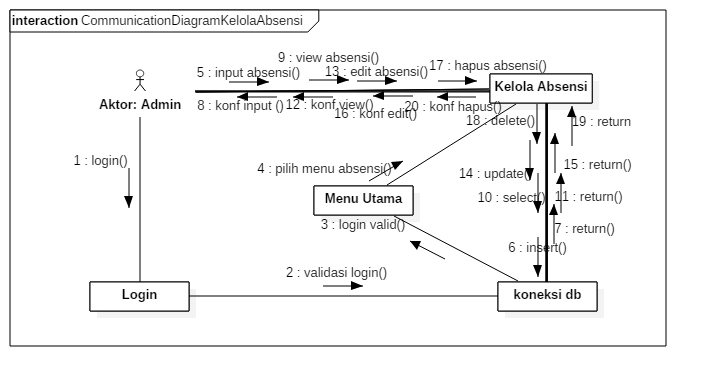 interaction CommunicationDiagramKelolaAbsensi
9 : view absensi()
17 : hapus absensi()
5 : input absensi()
13 : edit absensi()
Kelola Absensi
Aktor: Admin
8 : konf input ()
12 : konf view()
20 : konf hapus()
16 : konf edit()
18 : delete()
19 : return
1 : login()
4 : pilih menu absensi()
15 : return()
14 : update()
Menu Utama
10 : select()
11 : return()
3 : login valid()
7 : return()
6 : insert()
2 : validasi login()
Login
koneksi db